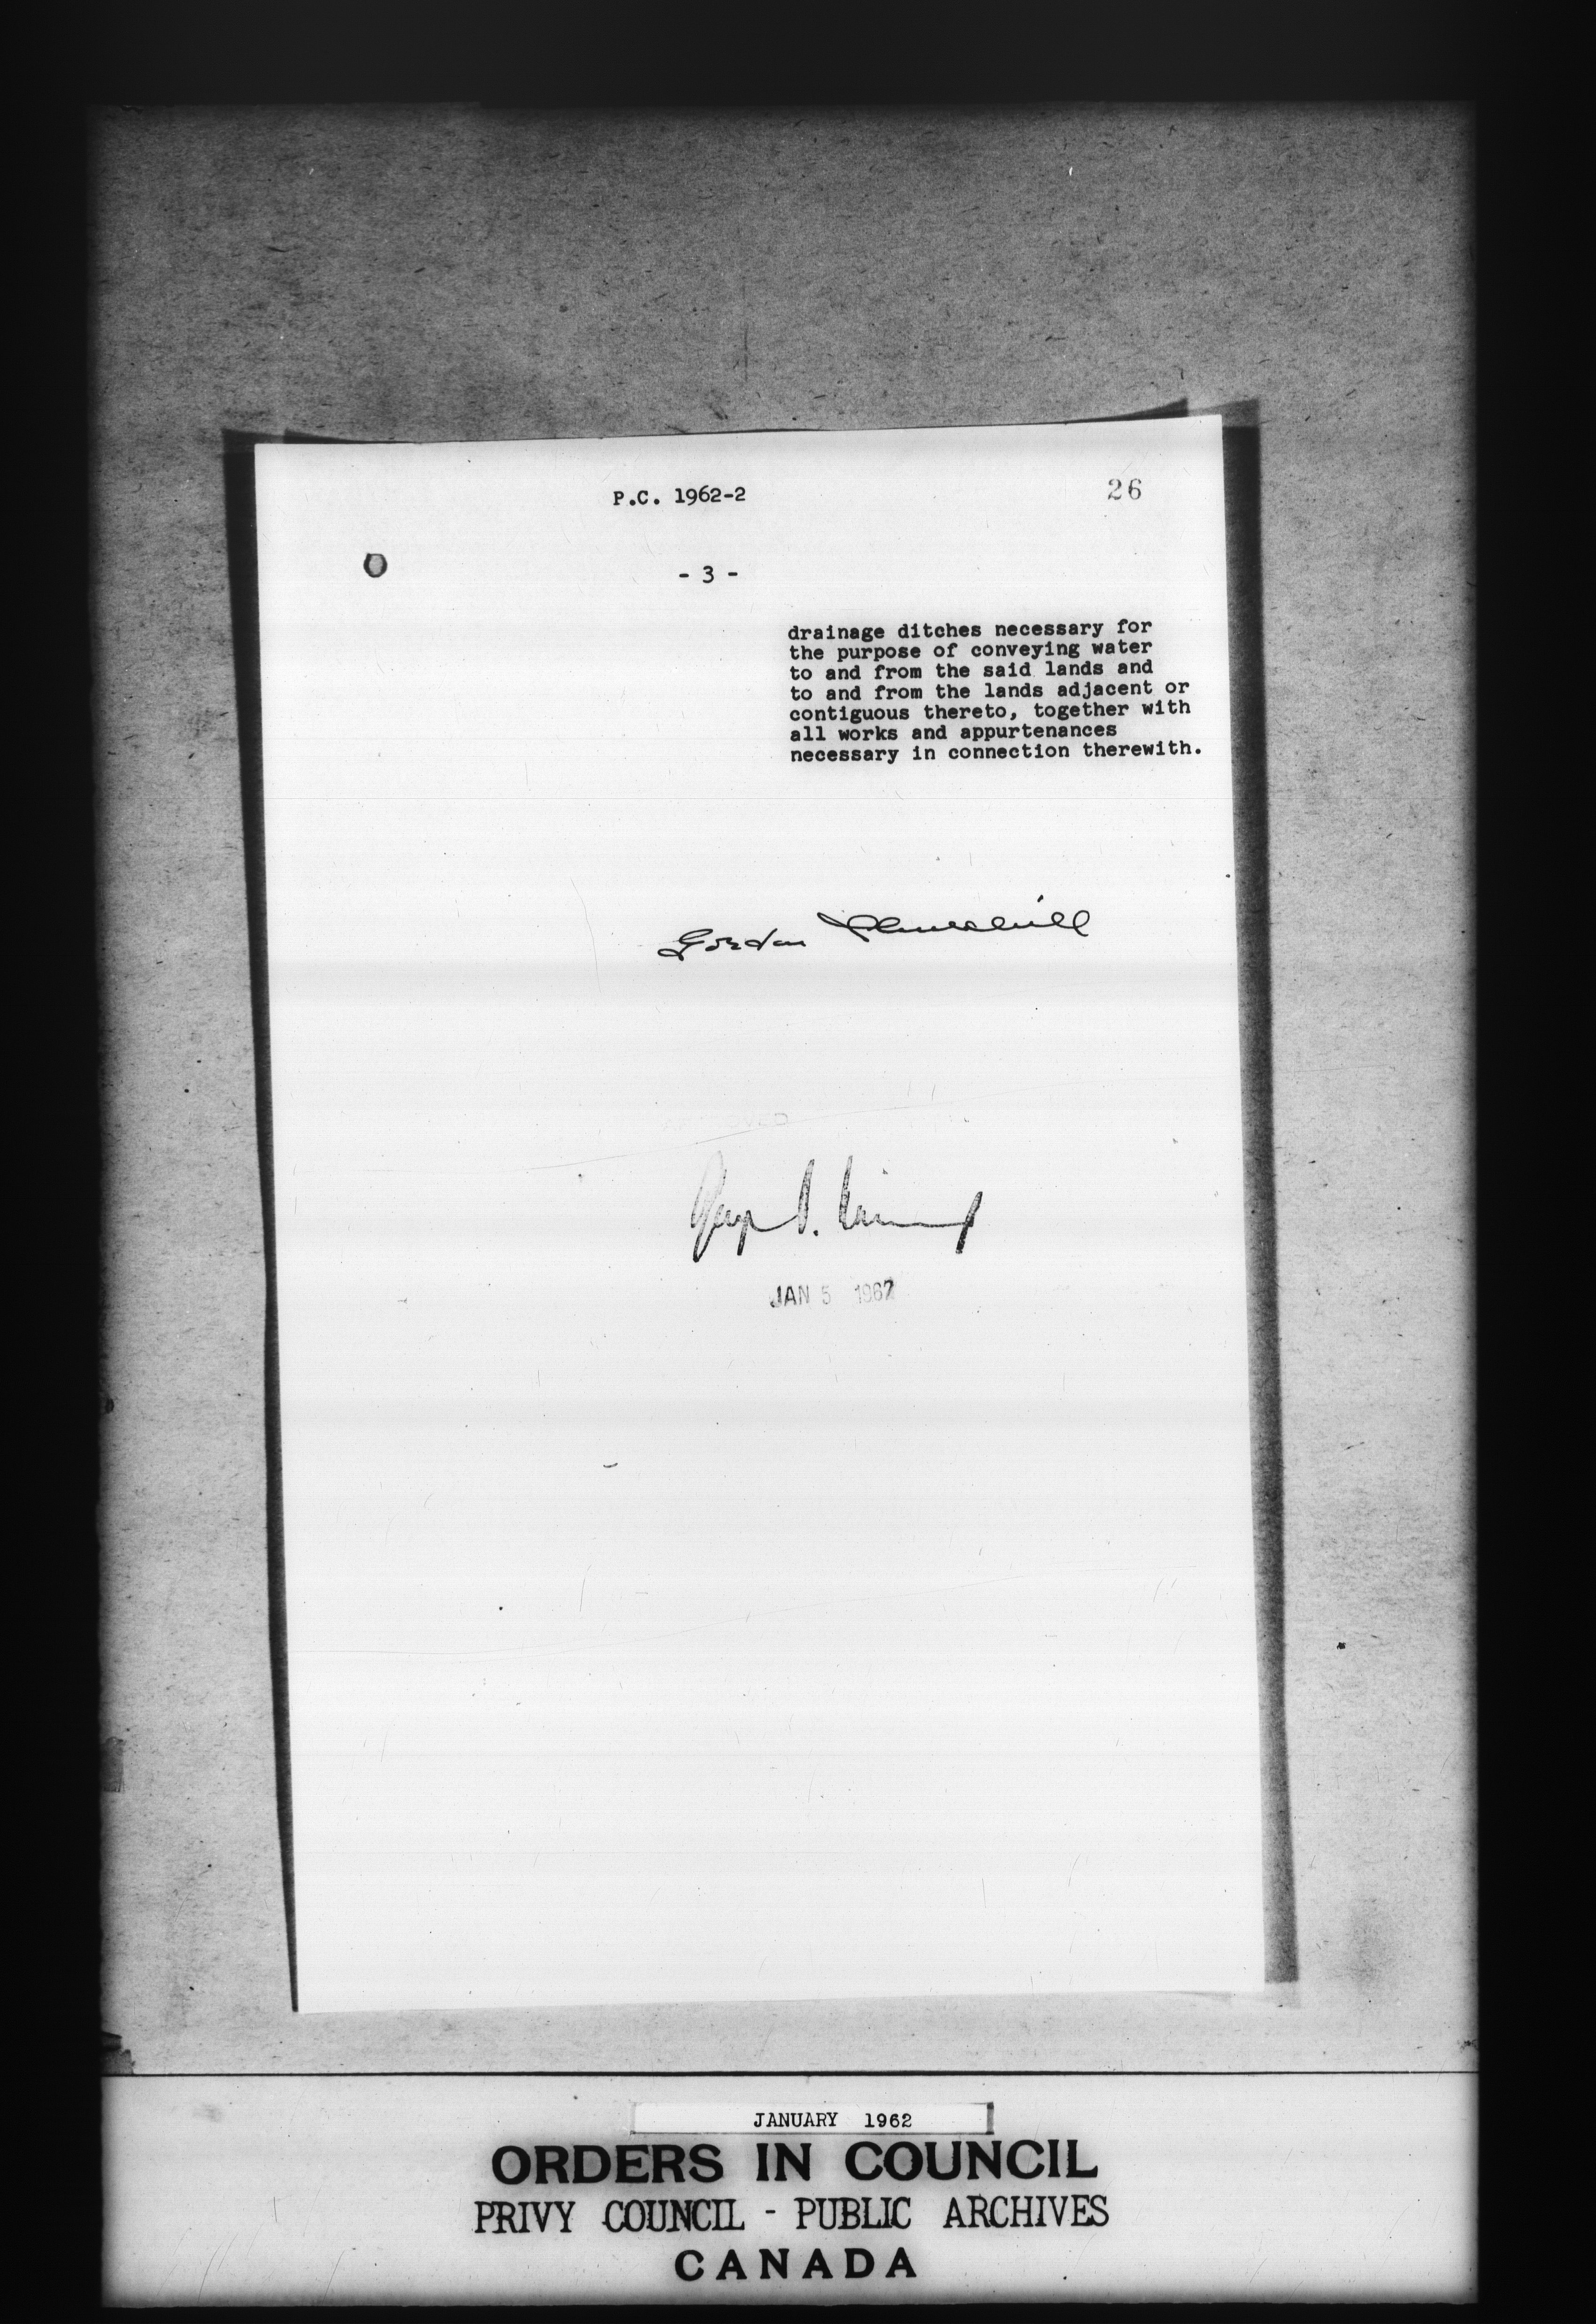 P.C. 1962-2
26
- 3 -
drainage ditches necessary for
the purpose of conveying water
to and from the said lands and
to and from the lands adjacent or
contiguous thereto, together with
all works and appurtenances
necessary in connection therewith.
Gordon Churchill
JAN 5 1962
JANUARY 1962
ORDERS IN COUNCIL
PRIVY COUNCIL - PUBLIC ARCHIVES
CANADA